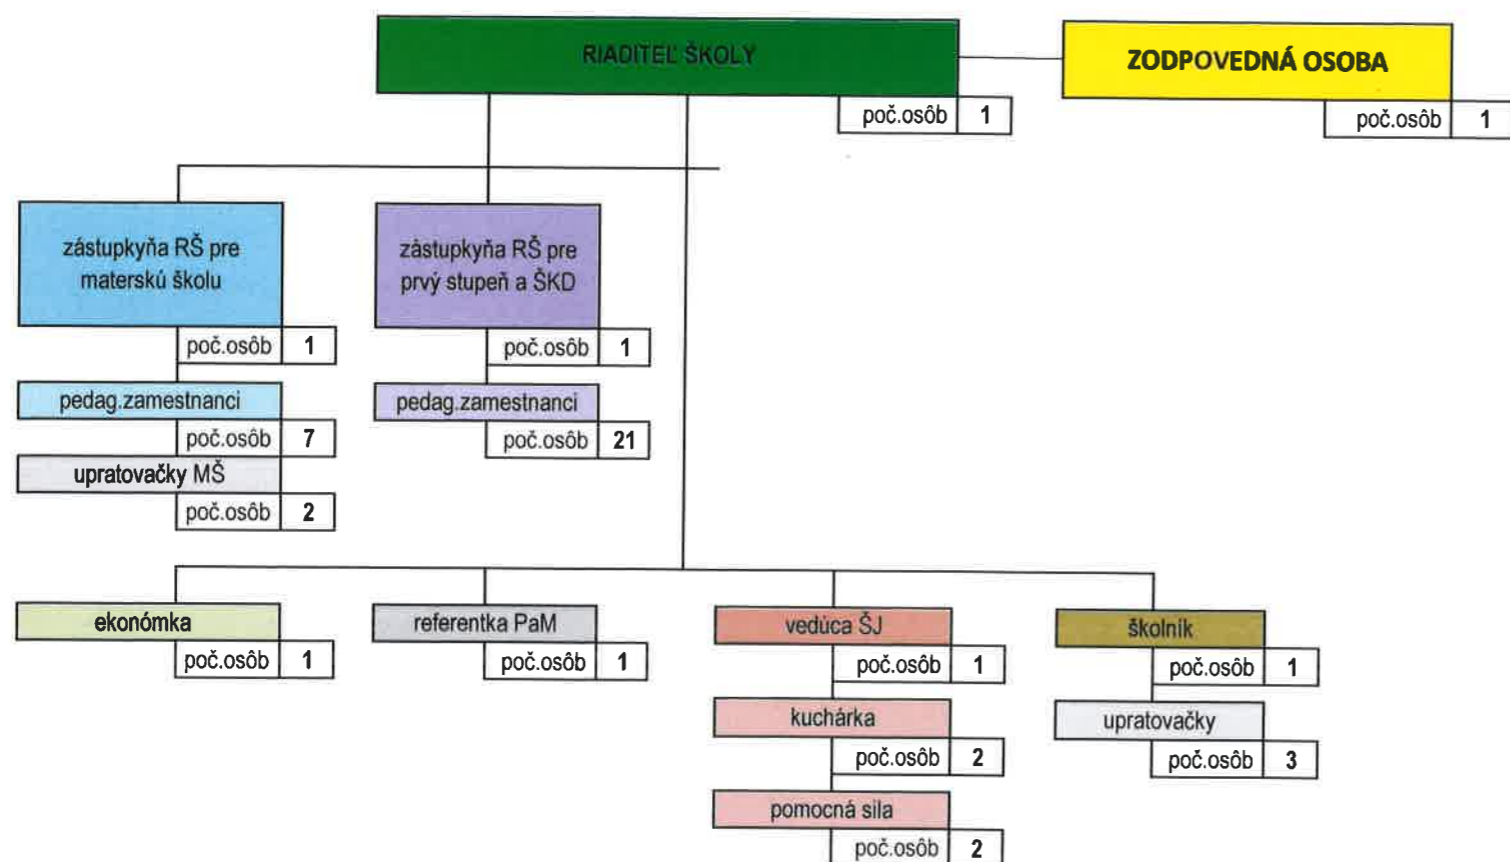 RIADITEĽ ŠKOLY
poč.osôb 1
ZODPOVEDNÁ OSOBA
poč.osôb 1
zástupkyňa RŠ pre
materskú školu
poč.osôb 1
pedag.zamestnanci
poč.osôb 7
upratovačky MŠ
poč.osôb 2
zástupkyňa RŠ pre
prvý stupeň a ŠKD
poč.osôb 1
pedag.zamestnanci
poč.osôb 21
ekonómka
poč.osôb 1
referentka PaM
poč.osôb 1
vedúca ŠJ
poč.osôb 1
kuchárka
poč.osôb 2
pomocná sila
poč.osôb 2
školník
poč.osôb 1
upratovačky
poč.osôb 3